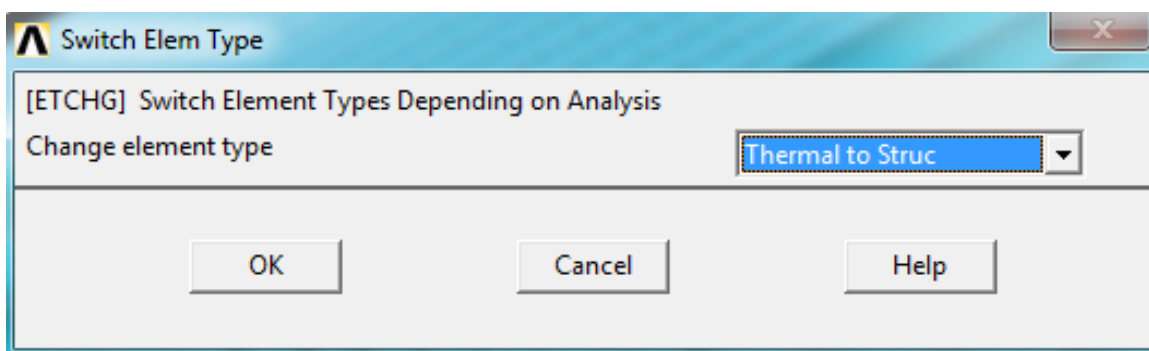 Switch Elem Type
[ETCHG] Switch Element Types Depending on Analysis
Change element type
Thermal to Struc
OK
Cancel
Help